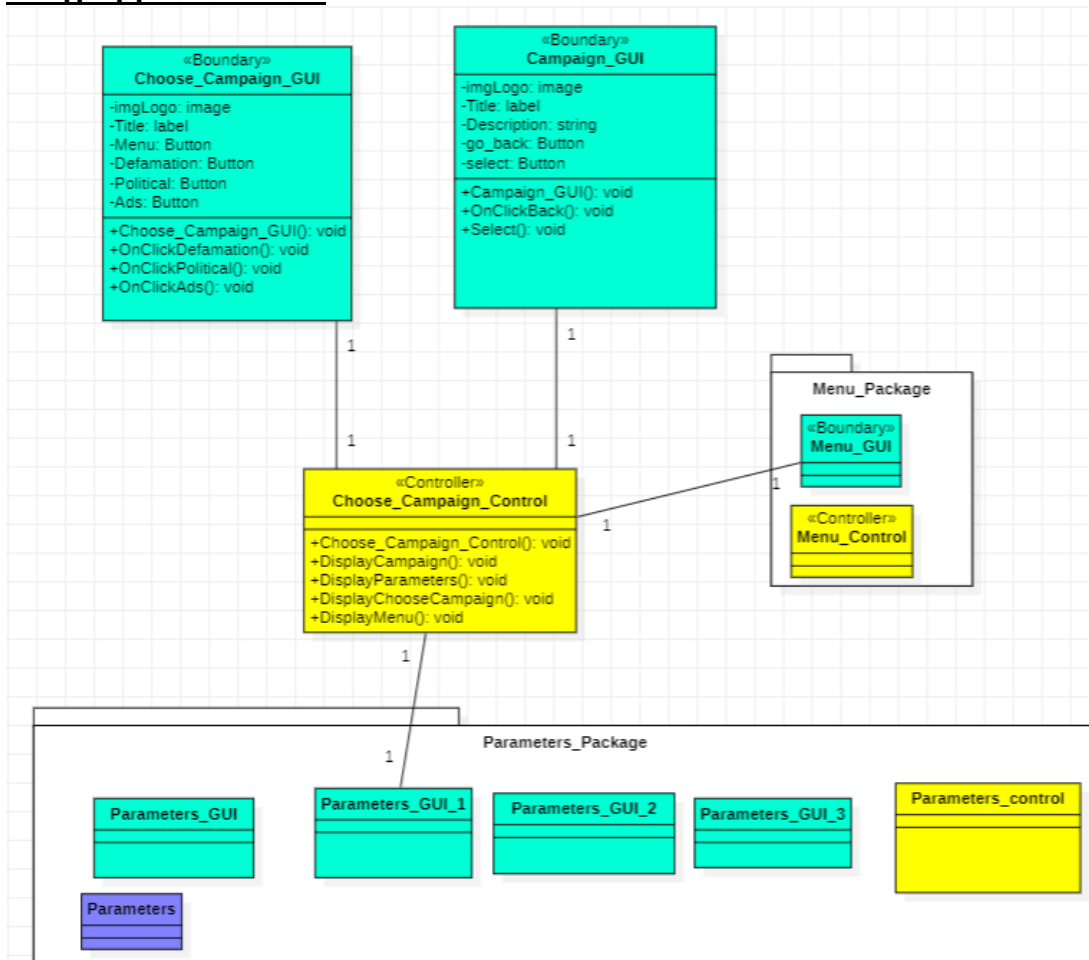 «Boundary»
Choose_Campaign_GUI
-imgLogo: image
-Title: label
-Menu: Button
-Defamation: Button
-Political: Button
-Ads: Button
+Choose_Campaign_GUI(): void
+OnClickDefamation(): void
+OnClickPolitical(): void
+OnClickAds(): void
«Boundary»
Campaign_GUI
-imgLogo: image
-Title: label
-Description: string
-go_back: Button
-select: Button
+Campaign_GUI(): void
+OnClickBack(): void
+Select(): void
1
1
1
1
Menu_Package
«Boundary»
Menu_GUI
«Controller»
Menu_Control
1
1
«Controller»
Choose_Campaign_Control
+Choose_Campaign_Control(): void
+DisplayCampaign(): void
+DisplayParameters(): void
+DisplayChooseCampaign(): void
+DisplayMenu(): void
1
1
Parameters_Package
Parameters_GUI
Parameters_GUI_1
Parameters_GUI_2
Parameters_GUI_3
Parameters_control
Parameters